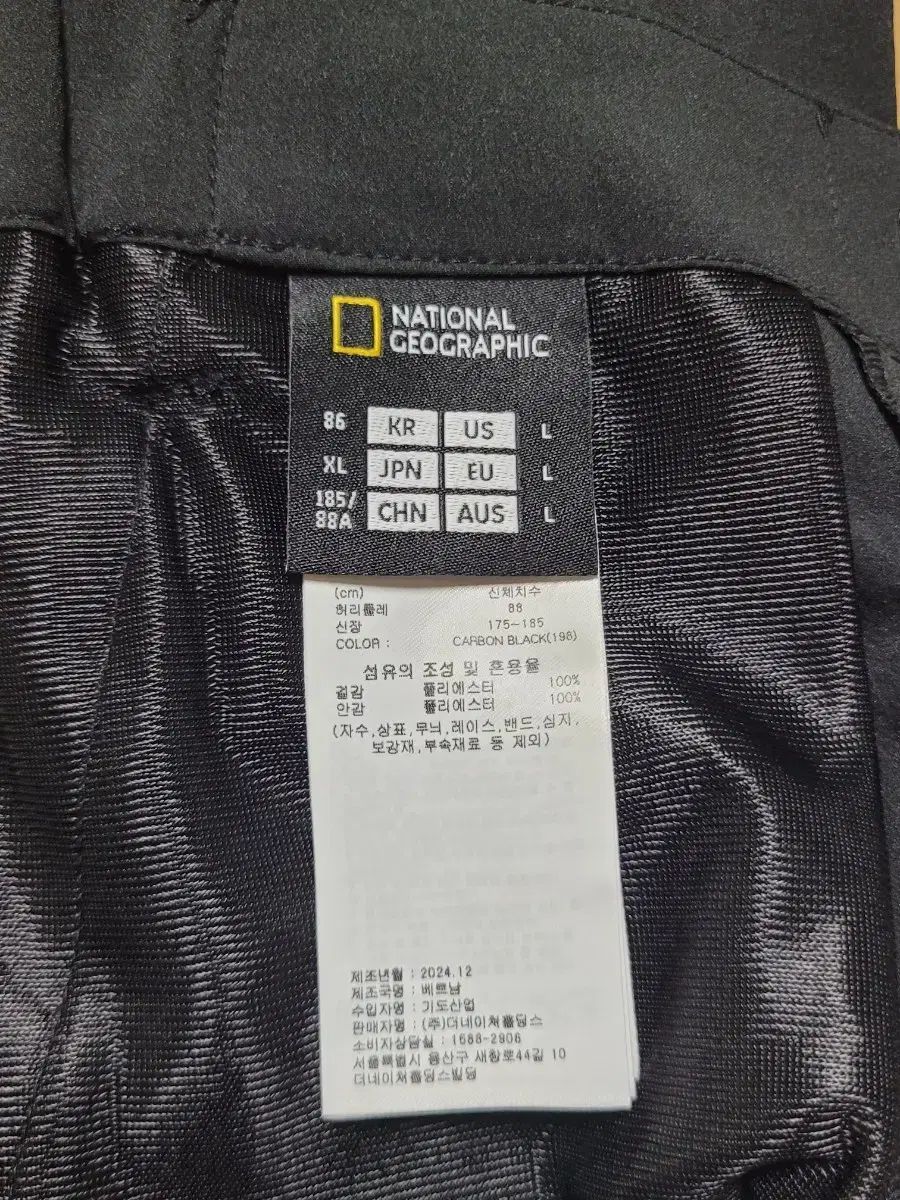 NATIONAL
GEOGRAPHIC
86 KR US L
XL JPN EU L
185/
88A CHN AUS L
(cm) 신체치수
허리둘레 88
신장 175~185
COLOR : CARBON BLACK(198)
섬유의 조성 및 혼용율
겉감 폴리에스터 100%
안감 폴리에스터 100%
(자수,상표,무늬,레이스,밴드,심지,
보강재,부속재료 등 제외)
제조년월 : 2024.12
제조국명 : 베트남
수입자명 : 기도산업
판매자명 : (주)더네이쳐홀딩스
소비자상담실 : 1588-2908
서울특별시 용산구 새창로44길 10
더네이쳐홀딩스빌딩